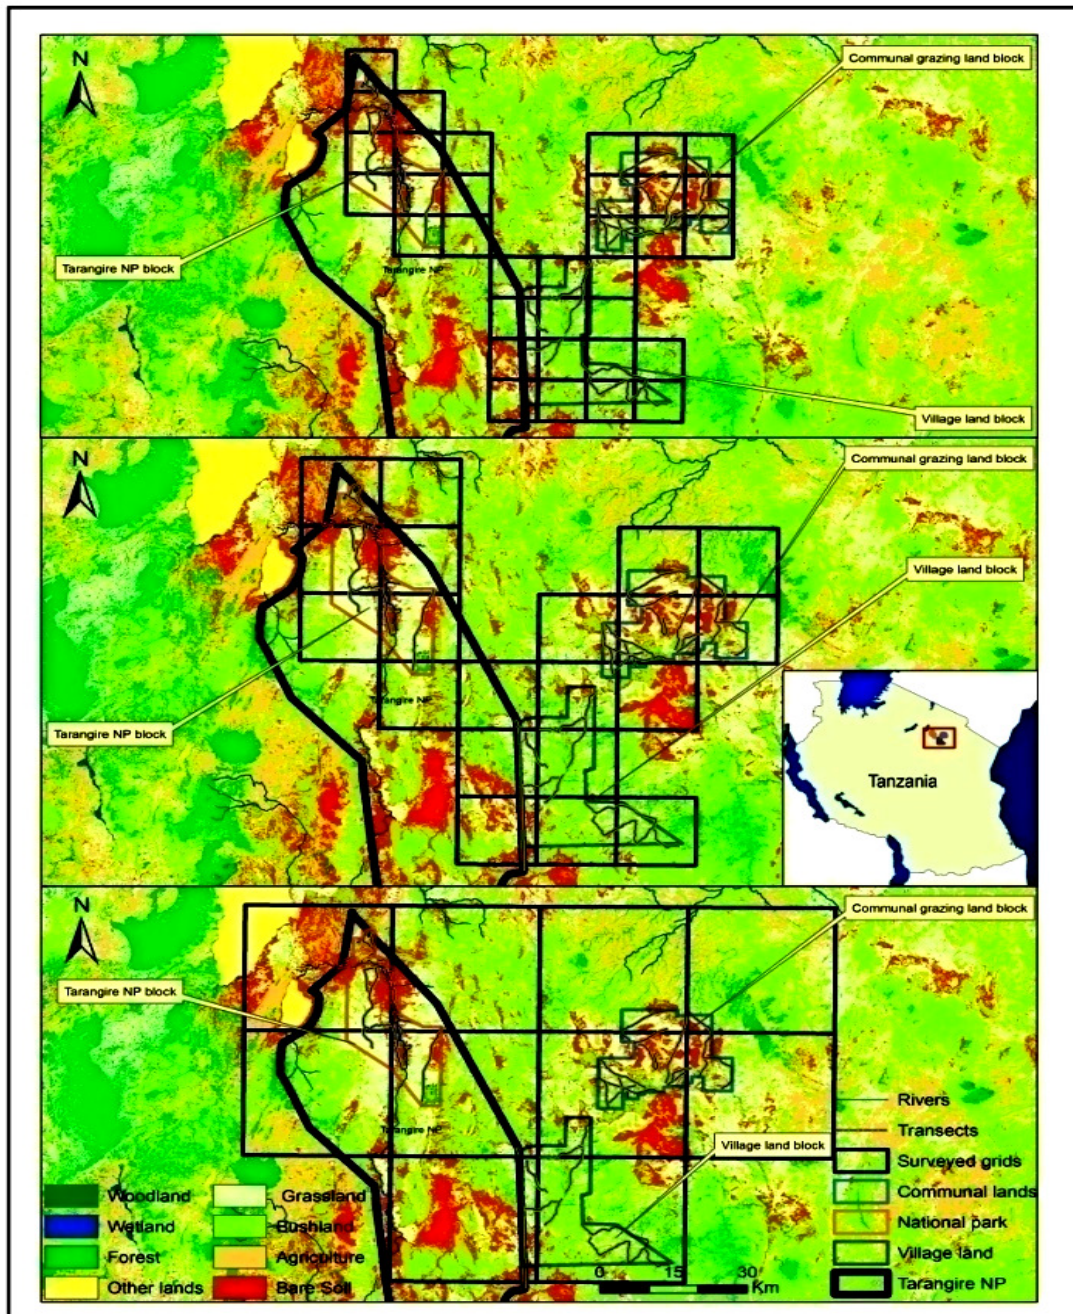 N
Communal grazing land block
Tarangire NP block
Tarangire NP
Village land block
N
Communal grazing land block
Village land block
Tarangire NP
Tarangire NP block
Tanzania
N
Communal grazing land block
Tarangire NP block
Tarangire NP
Village land block
Rivers
Transects
Surveyed grids
Communal lands
National park
Village land
Tarangire NP
Woodland
Grassland
Wetland
Bushland
Forest
Agriculture
Other lands
Bare Soil
0 15 30
Km